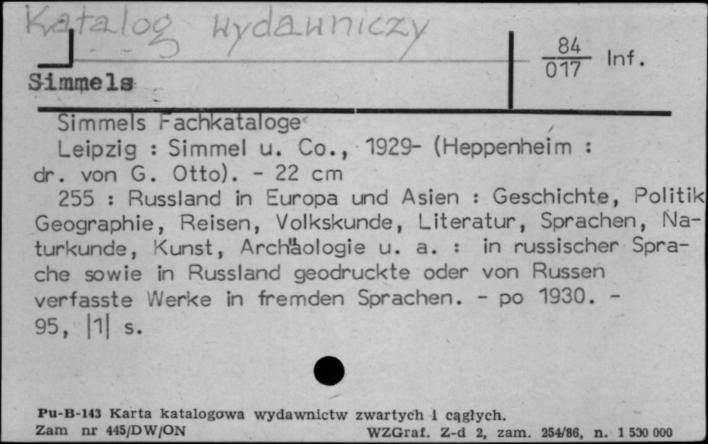 Katalog wydawniczy
84
017 Inf.
Simmels
Simmels Fachkataloge
Leipzig : Simmel u. Co., 1929- (Heppenheim :
dr. von G. Otto). - 22 cm
255 : Russland in Europa und Asien : Geschichte, Politik
Geographie, Reisen, Volkskunde, Literatur, Sprachen, Na-
turkunde, Kunst, Archäologie u. a. : in russischer Spra-
che sowie in Russland geodruckte oder von Russen
verfasste Werke in fremden Sprachen. - po 1930. -
95, |1| s.
Pu-B-143 Karta katalogowa wydawnictw zwartych i cągłych.
Zam nr 445/DW/ON WZGraf. Z-d 2, zam. 254/86, n. 1 500 000